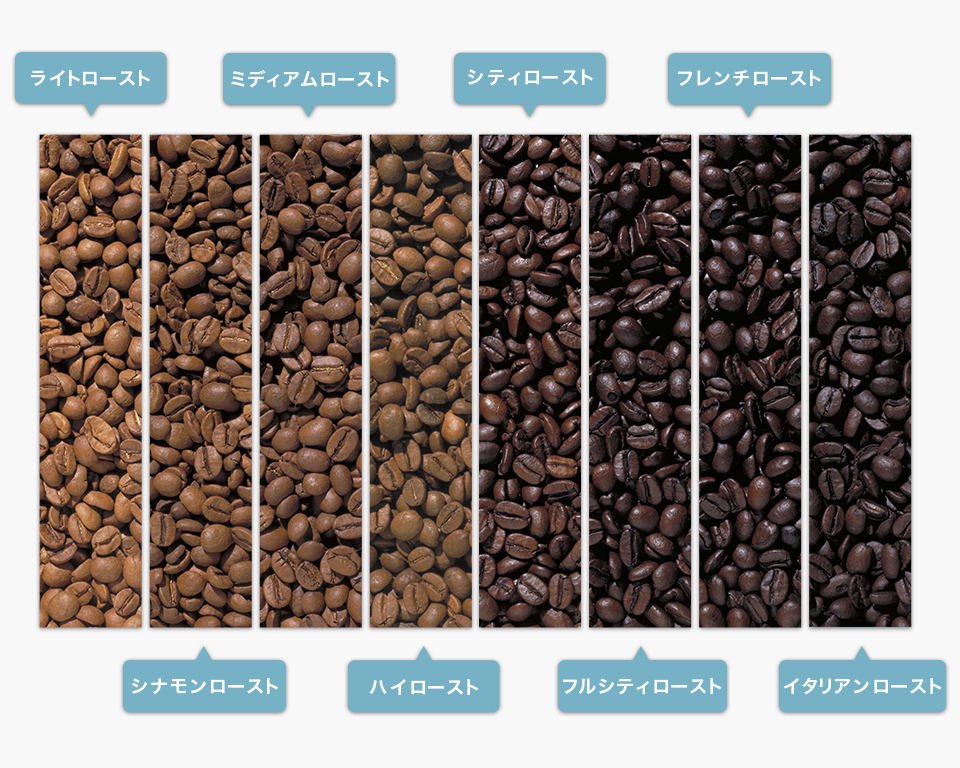 ライトロースト
ミディアムロースト
シティロースト
フレンチロースト
シナモンロースト
ハイロースト
フルシティロースト
イタリアンロースト